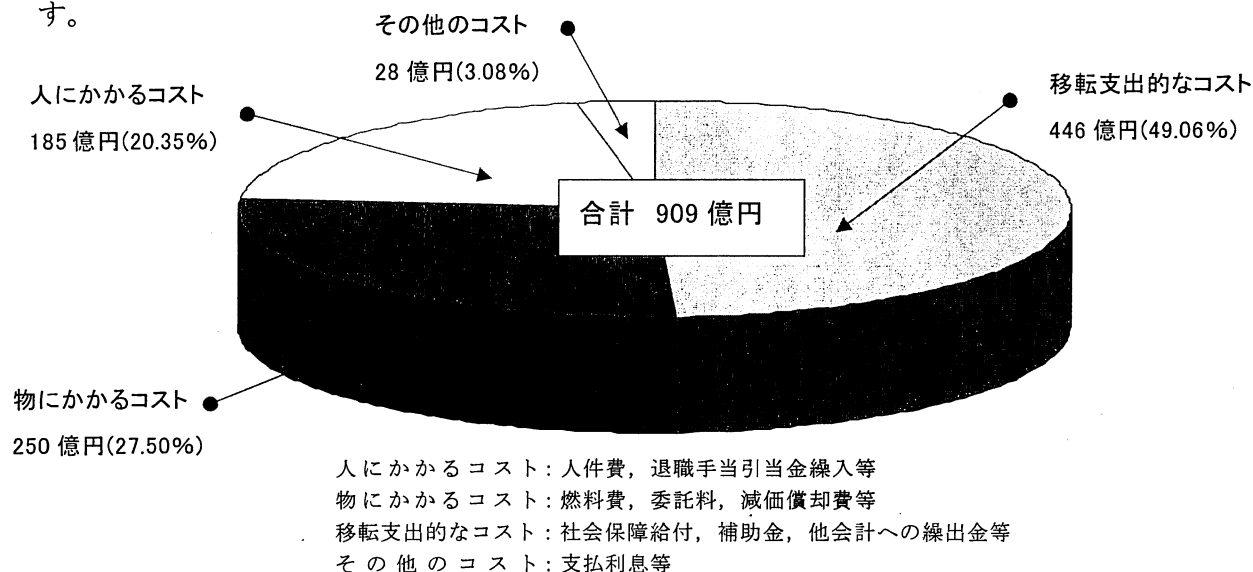 す。
その他のコスト
28 億円(3.08%)
人にかかるコスト
185 億円(20.35%)
移転支出的なコスト
446 億円(49.06%)
合計 909 億円
物にかかるコスト
250 億円(27.50%)
人にかかるコスト:人件費,退職手当引当金繰入等
物にかかるコスト:燃料費,委託料,減価償却費等
移転支出的なコスト:社会保障給付,補助金,他会計への繰出金等
その他のコスト:支払利息等